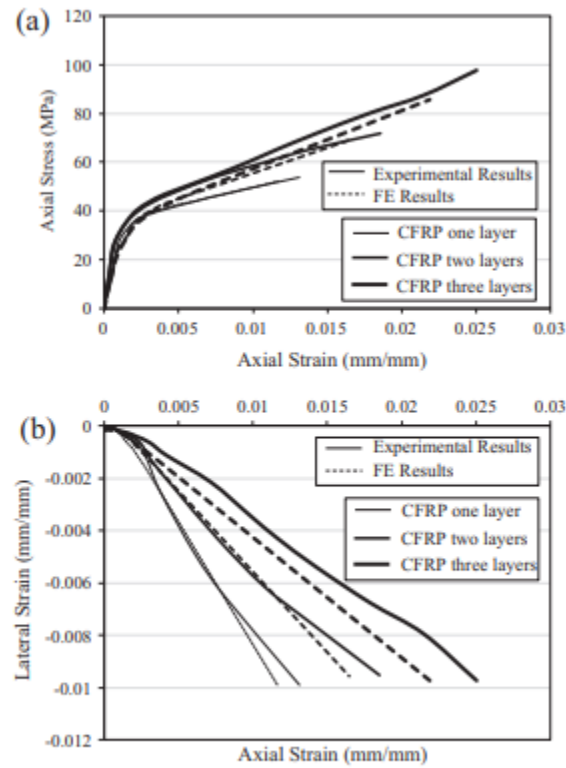 (a)
120
100
80
60
40
20
0
Axial Stress (MPa)
Experimental Results
FE Results
CFRP one layer
CFRP two layers
CFRP three layers
0 0.005 0.01 0.015 0.02 0.025 0.03
Axial Strain (mm/mm)
(b)
0 0.005 0.01 0.015 0.02 0.025 0.03
0
-0.002
-0.004
-0.006
-0.008
-0.01
-0.012
Lateral Strain (mm/mm)
Experimental Results
FE Results
CFRP one layer
CFRP two layers
CFRP three layers
Axial Strain (mm/mm)